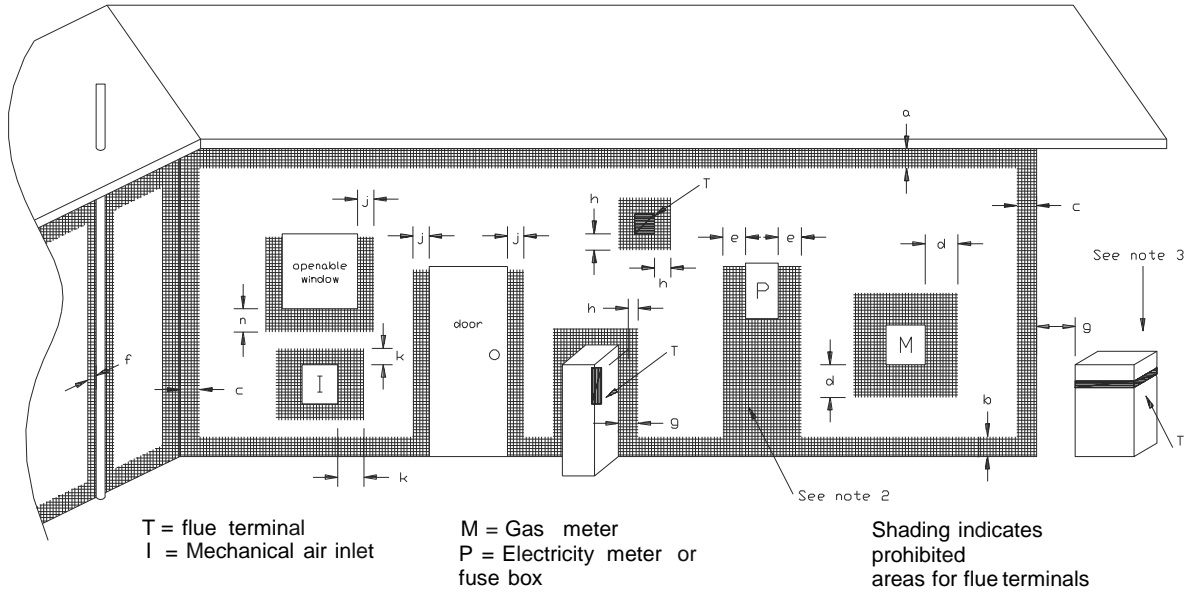 a
c
j
h
T
j
j
e
e
d
See note 3
openable
window
P
n
h
h
door
g
M
k
f
I
T
d
c
g
b
T
k
See note 2
T = flue terminal
I = Mechanical air inlet
M = Gas meter
P = Electricity meter or
fuse box
Shading indicates
prohibited
areas for flue terminals